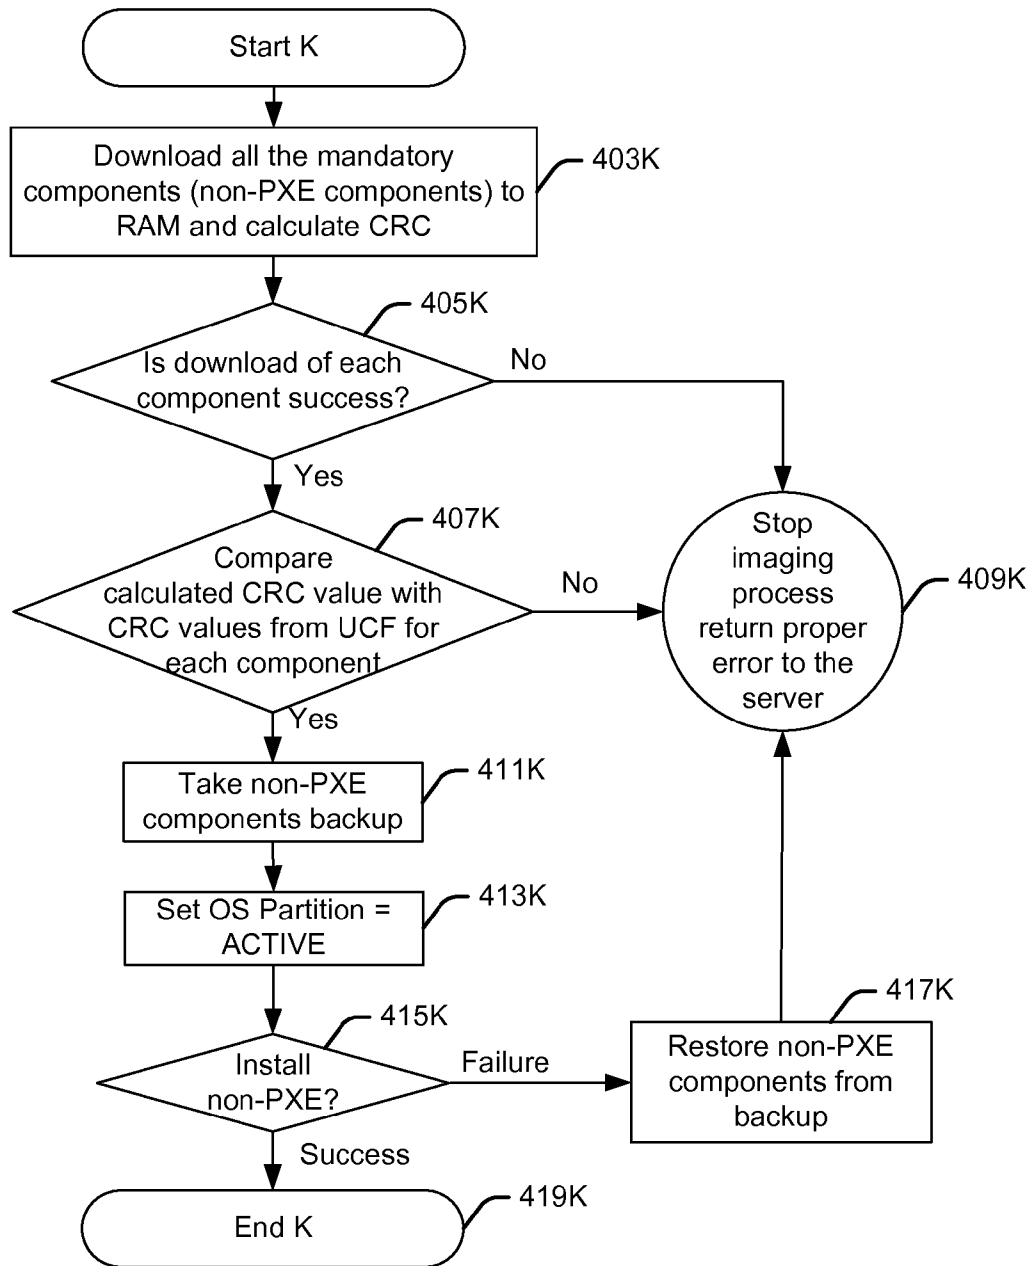 Start K
Download all the mandatory
components (non-PXE components) to
RAM and calculate CRC
403K
405K
Is download of each
component success?
No
Yes
407K
Compare
calculated CRC value with
CRC values from UCF for
each component
No
Stop
imaging
process
return proper
error to the
server
409K
Yes
Take non-PXE
components backup
411K
Set OS Partition =
ACTIVE
413K
415K
Install
non-PXE?
Failure
417K
Restore non-PXE
components from
backup
Success
End K
419K